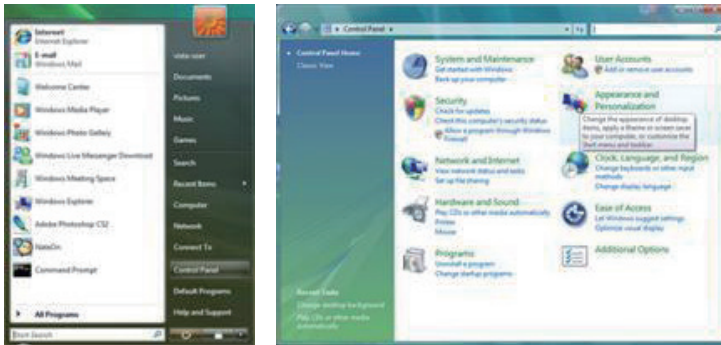 Internet
Internet Explorer
E-mail
Windows Mail
Welcome Center
Windows Media Player
Windows Photo Gallery
Windows Live Messenger Download
Windows Meeting Space
Windows Explorer
Adobe Photoshop CS2
NateOn
Command Prompt
All Programs
Start Search
vista user
Documents
Pictures
Music
Games
Search
Recent Items
Computer
Network
Connect To
Control Panel
Default Programs
Help and Support
Control Panel
Control Panel Home
Classic View
System and Maintenance
Get started with Windows
Back up your computer
Security
Check for updates
Check this computer's security status
Allow a program through Windows
Firewall
Network and Internet
View network status and tasks
Set up file sharing
Hardware and Sound
Play CDs or other media automatically
Printer
Mouse
Programs
Uninstall a program
Change startup programs
User Accounts
Add or remove user accounts
Appearance and
Personalization
Change the appearance of desktop
items, apply a theme or screen saver
to your computer, or customize the
Start menu and taskbar.
Clock, Language, and Region
Change keyboards or other input
methods
Change display language
Ease of Access
Let Windows suggest settings
Optimize visual display
Additional Options
Recent Tasks
Change desktop background
Play CDs or other media
automatically